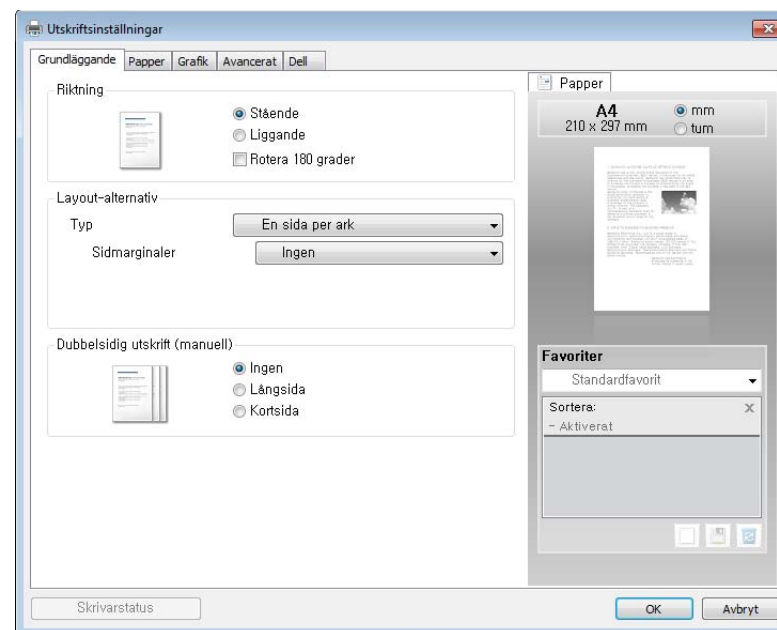 Utskriftsinställningar
Grundläggande Papper Grafik Avancerat Dell
Riktning
Stående
Liggande
Rotera 180 grader
Layout-alternativ
Typ En sida per ark
Sidmarginaler Ingen
Dubbelsidig utskrift (manuell)
Ingen
Långsida
Kortsida
Papper
A4
210 x 297 mm
mm
tum
Favoriter
Standardfavorit
Sortera: x
- Aktiverat
Skrivarstatus
OK Avbryt